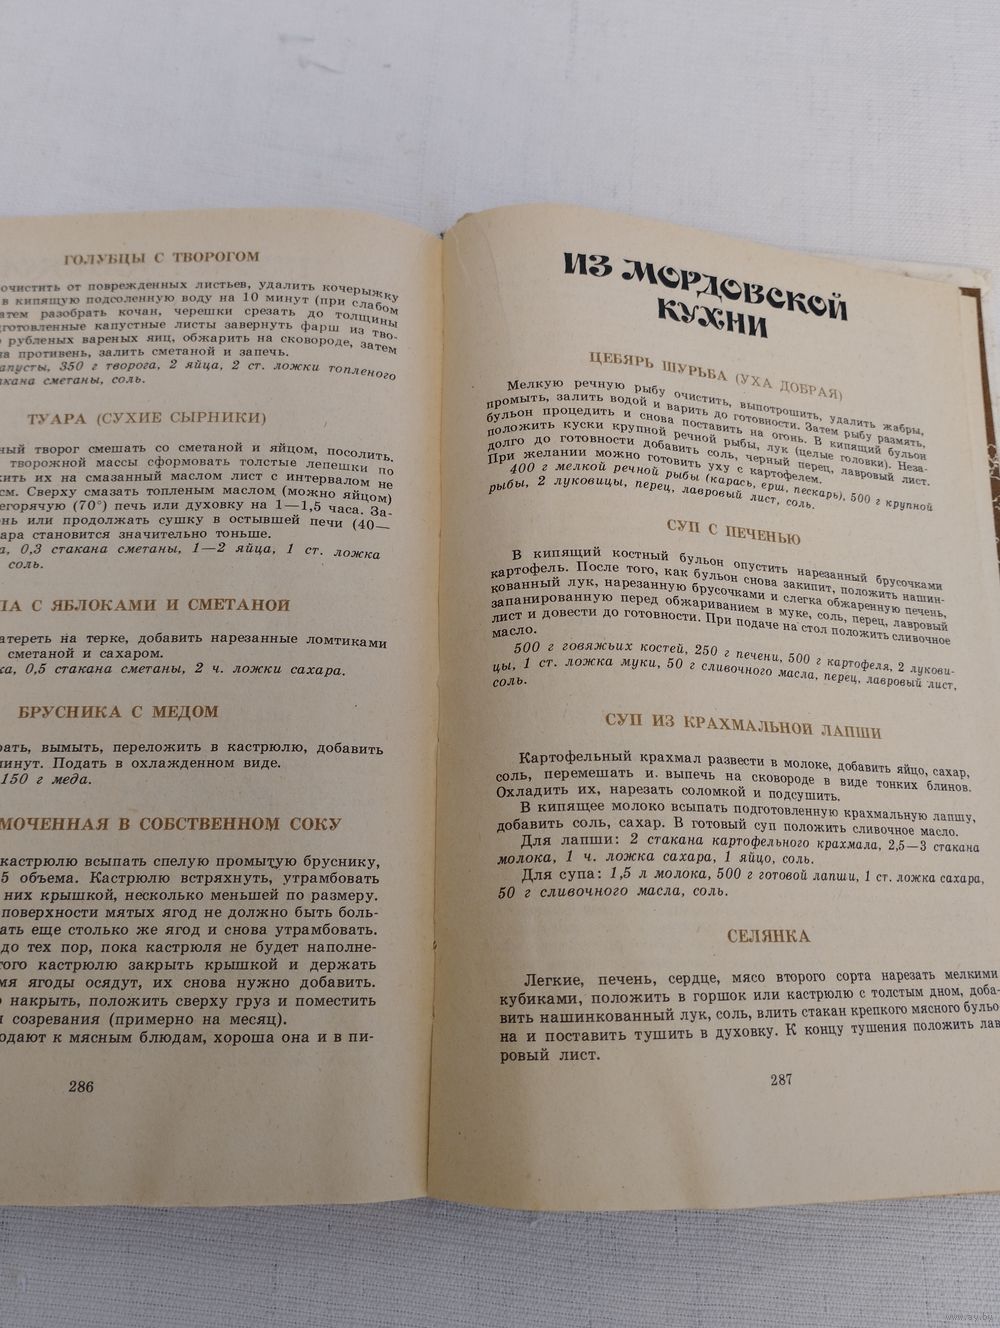 ГОЛУБЦЫ С ТВОРОГОМ
очистить от поврежденных листьев, удалить кочерыжку
в кипящую подсоленную воду на 10 минут (при слабом
атем разобрать кочан, черешки срезать до толщины
готовленные капустные листы завернуть фарш из тво-
рубленых вареных яиц, обжарить на сковороде, затем
на противень, залить сметаной и запечь.
апусты, 350 г творога, 2 яйца, 2 ст. ложки топленого
акана сметаны, соль.
ТУАРА (СУХИЕ СЫРНИКИ)
ный творог смешать со сметаной и яйцом, посолить,
творожной массы сформовать толстые лепешки по
жить их на смазанный маслом лист с интервалом не
см. Сверху смазать топленым маслом (можно яйцом)
егорячую (70°) печь или духовку на 1—1,5 часа. За-
нь или продолжать сушку в остывшей печи (40—
ара становится значительно тоньше.
а, 0,3 стакана сметаны, 1—2 яйца, 1 ст. ложка
соль.
ПА С ЯБЛОКАМИ И СМЕТАНОЙ
атереть на терке, добавить нарезанные ломтиками
сметаной и сахаром.
ка, 0,5 стакана сметаны, 2 ч. ложки сахара.
БРУСНИКА С МЕДОМ
рать, вымыть, переложить в кастрюлю, добавить
минут. Подать в охлажденном виде.
150 г меда.
МОЧЕННАЯ В СОБСТВЕННОМ СОКУ
кастрюлю всыпать спелую промытую бруснику,
5 объема. Кастрюлю встряхнуть, утрамбовать
них крышкой, несколько меньшей по размеру.
поверхности мятых ягод не должно быть боль-
ать еще столько же ягод и снова утрамбовать.
до тех пор, пока кастрюля не будет наполне-
того кастрюлю закрыть крышкой и держать
мя ягоды осядут, их снова нужно добавить.
о накрыть, положить сверху груз и поместить
я созревания (примерно на месяц).
одают к мясным блюдам, хороша она и в пи-
286
ИЗ МОРДОВСКОЙ
КУХНИ
ЦЕБЯРЬ ШУРЬБА (УХА ДОБРАЯ)
Мелкую речную рыбу очистить, выпотрошить, удалить жабры,
промыть, залить водой и варить до готовности. Затем рыбу размять,
бульон процедить и снова поставить на огонь. В кипящий бульон
положить куски крупной речной рыбы, лук (целые головки). Неза-
долго до готовности добавить соль, черный перец, лавровый лист.
При желании можно готовить уху с картофелем.
400 г мелкой речной рыбы (карась, ерш, пескарь), 500 г крупной
рыбы, 2 луковицы, перец, лавровый лист, соль.
СУП С ПЕЧЕНЬЮ
В кипящий костный бульон опустить нарезанный брусочками
картофель. После того, как бульон снова закипит, положить нашин-
кованный лук, нарезанную брусочками и слегка обжаренную печень,
запанированную перед обжариванием в муке, соль, перец, лавровый
лист и довести до готовности. При подаче на стол положить сливочное
масло.
500 г говяжьих костей, 250 г печени, 500 г картофеля, 2 лукови-
цы, 1 ст. ложка муки, 50 г сливочного масла, перец, лавровый лист,
соль.
СУП ИЗ КРАХМАЛЬНОЙ ЛАПШИ
Картофельный крахмал развести в молоке, добавить яйцо, сахар,
соль, перемешать и. выпечь на сковороде в виде тонких блинов.
Охладить их, нарезать соломкой и подсушить.
В кипящее молоко всыпать подготовленную крахмальную лапшу,
добавить соль, сахар. В готовый суп положить сливочное масло.
Для лапши: 2 стакана картофельного крахмала, 2,5—3 стакана
молока, 1 ч. ложка сахара, 1 яйцо, соль.
Для супа: 1,5 л молока, 500 г готовой лапши, 1 ст. ложка сахара,
50 г сливочного масла, соль.
СЕЛЯНКА
Легкие, печень, сердце, мясо второго сорта нарезать мелкими
кубиками, положить в горшок или кастрюлю с толстым дном, доба-
вить нашинкованный лук, соль, влить стакан крепкого мясного бульо-
на и поставить тушить в духовку. К концу тушения положить лав
ровый лист.
287
www.ay.by